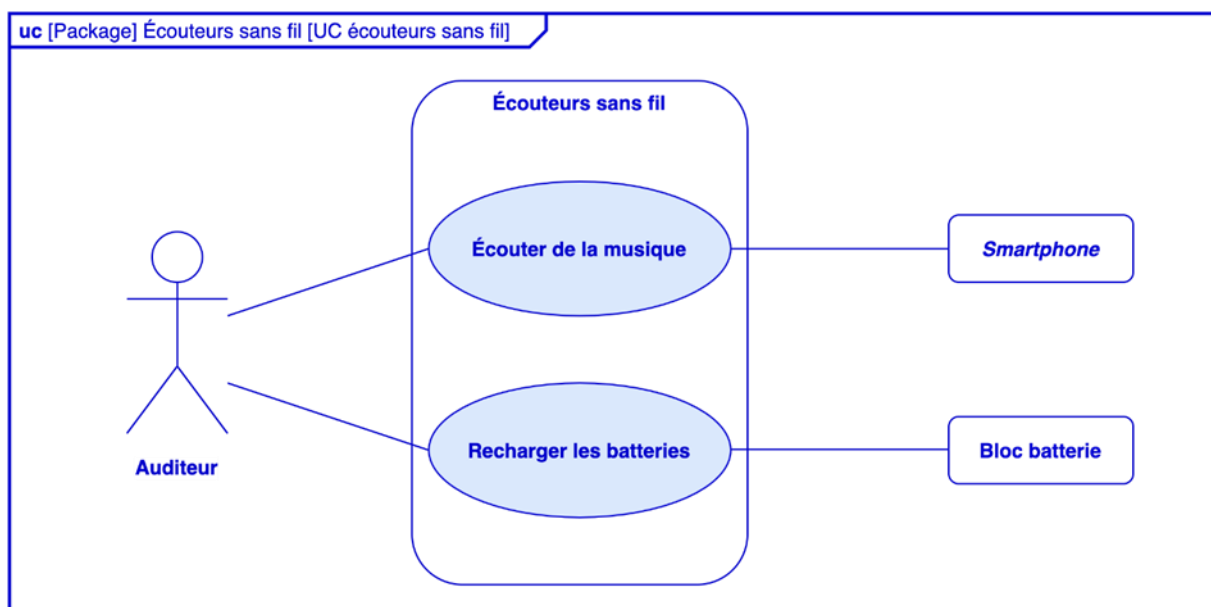 uc [Package] Écouteurs sans fil [UC écouteurs sans fil]
Écouteurs sans fil
Écouter de la musique
Smartphone
Recharger les batteries
Bloc batterie
Auditeur